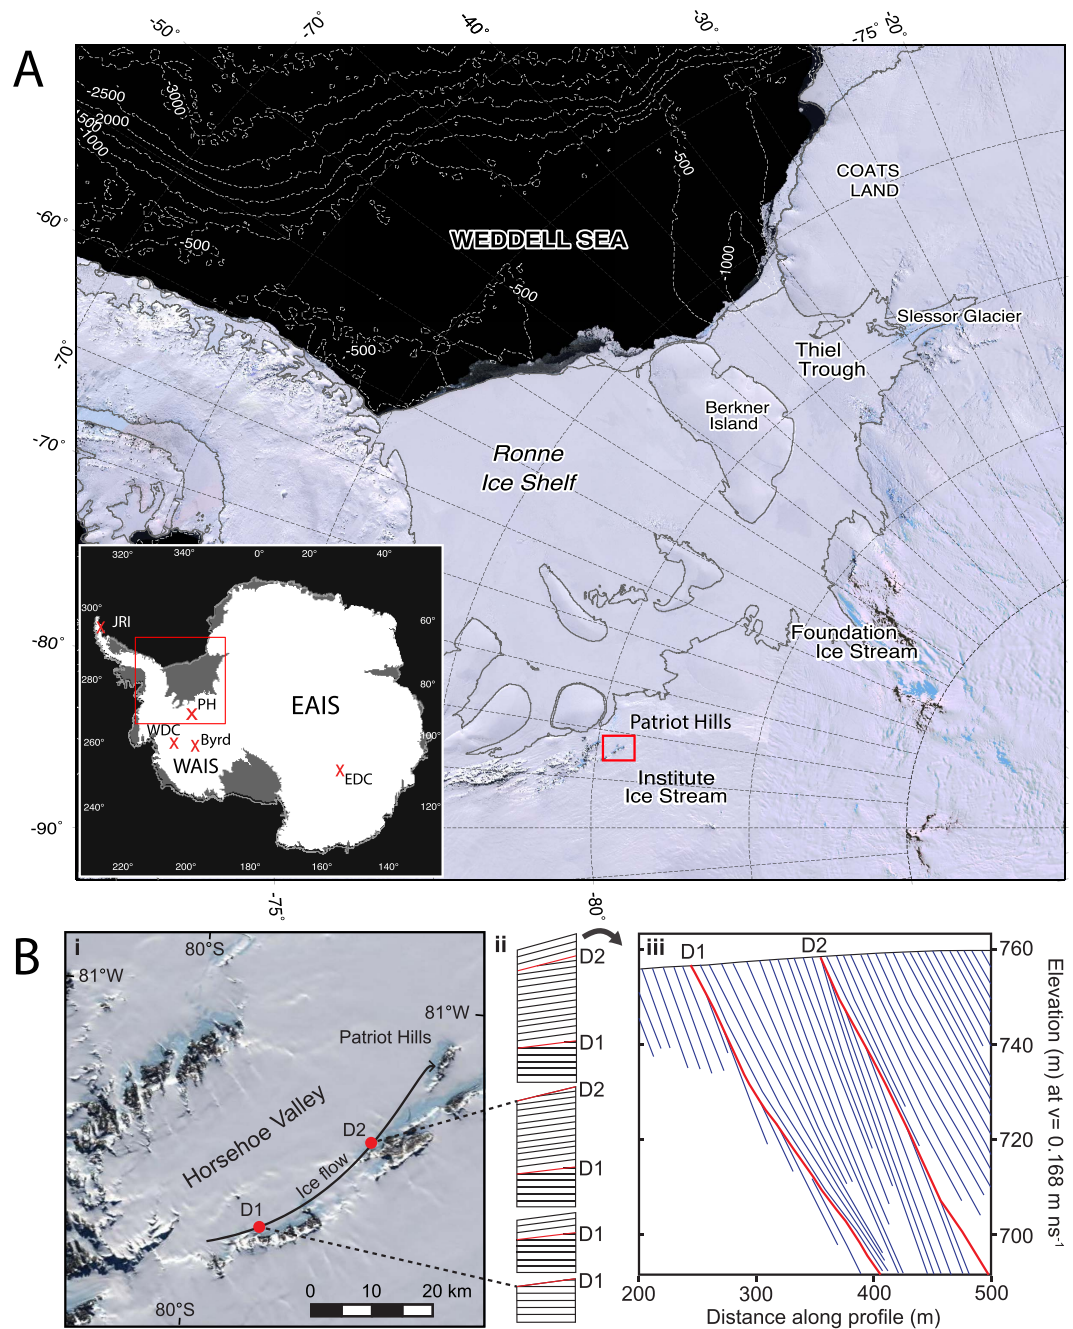 -50°
-70°
-40°
-30°
-75°
-20°
A
-2500
-3000
2000
500
-1000
-500
COATS
LAND
-60°
WEDDELL SEA
-500
-1000
-500
Slessor Glacier
-500
Thiel
Trough
-70°
Berkner
Island
-70°
Ronne
Ice Shelf
320°
340°
0°
20°
40°
300°
JRI
60°
-80°
Foundation
Ice Stream
280°
80°
PH
EAIS
Patriot Hills
WDC
Byrd
100°
260°
WAIS
EDC
Institute
Ice Stream
240°
120°
-90°
220°
200°
180°
160°
140°
-75°
-80°
B
i
80°S
81°W
81°W
Patriot Hills
Horsehoe Valley
D2
Ice flow
D1
0 10 20 km
80°S
ii
D2
D1
D2
D1
D1
D1
iii
D1
D2
760
740
720
700
Elevation (m) at v= 0.168 m ns-1
200
300
400
500
Distance along profile (m)